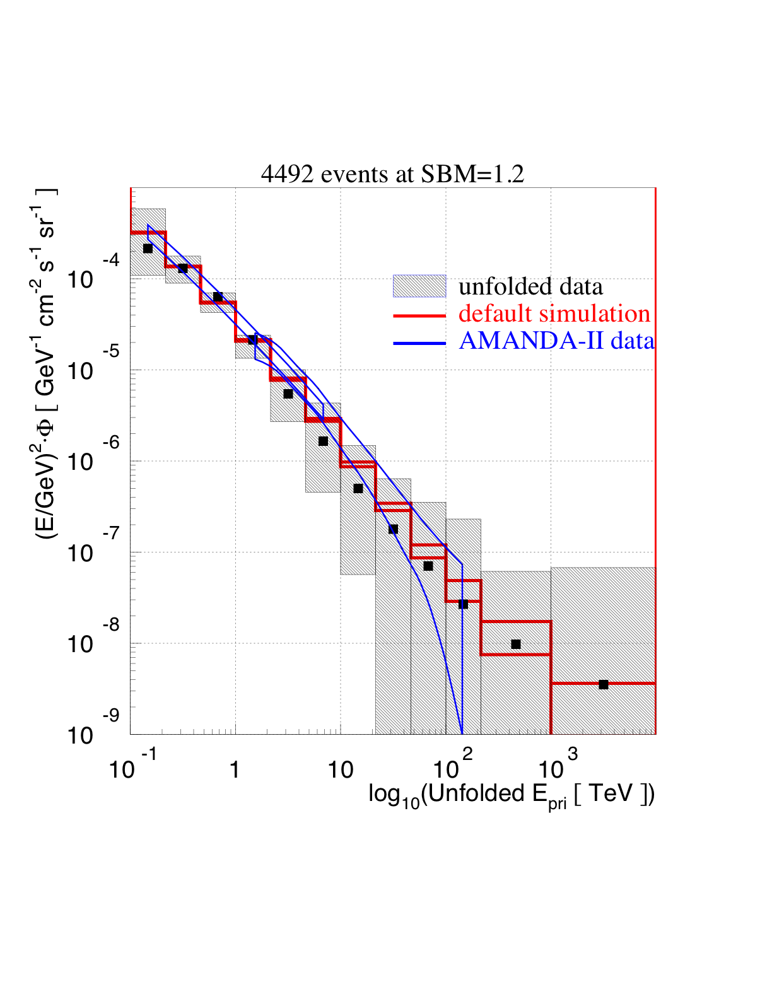 4492 events at SBM=1.2
(E/GeV)²·Φ [ GeV⁻¹ cm⁻² s⁻¹ sr⁻¹ ]
10⁻⁴
10⁻⁵
10⁻⁶
10⁻⁷
10⁻⁸
10⁻⁹
unfolded data
default simulation
AMANDA-II data
10⁻¹ 1 10 10² 10³
log₁₀(Unfolded E_pri [ TeV ])